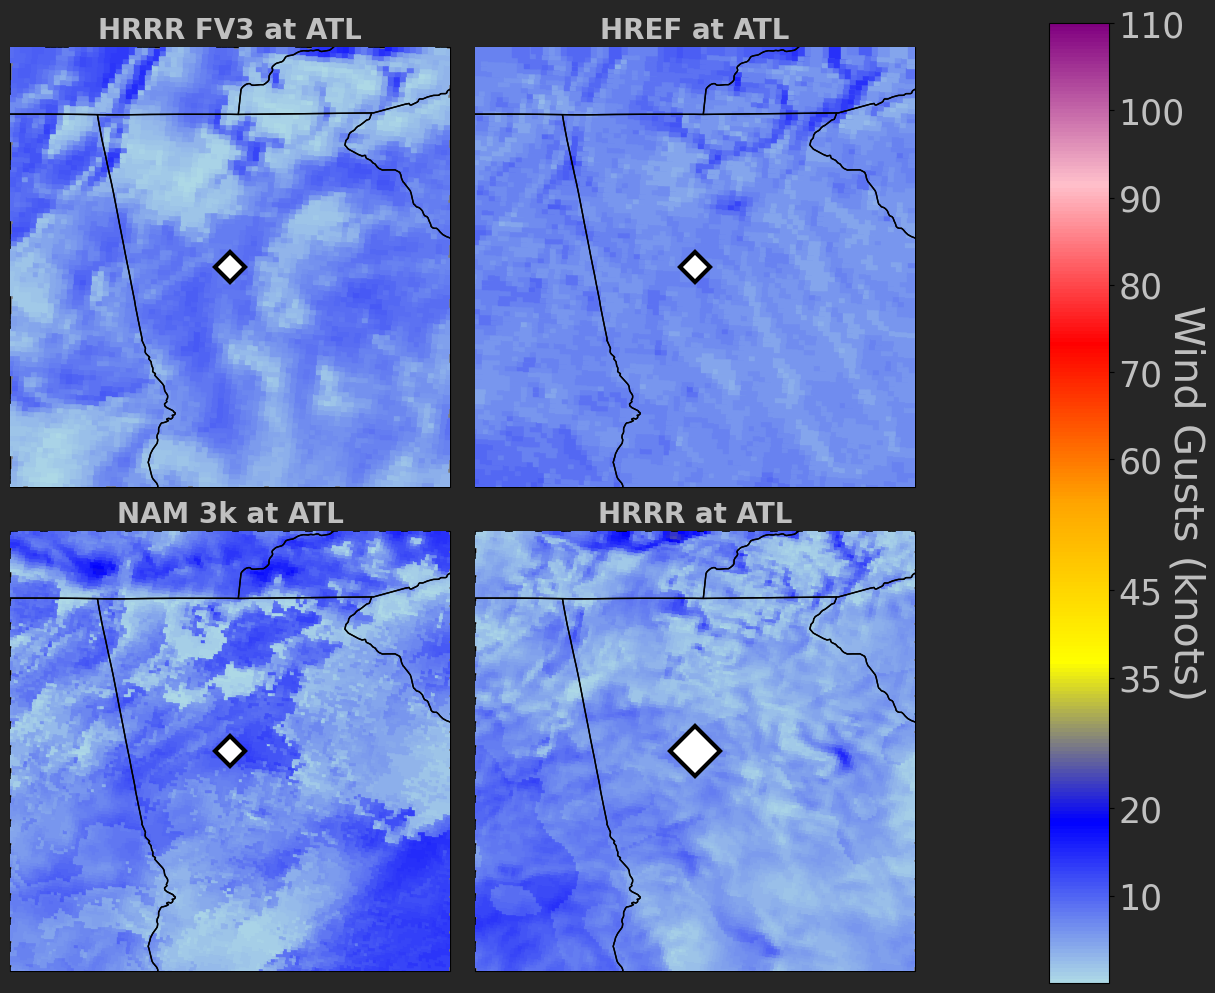 HRRR FV3 at ATL
HREF at ATL
NAM 3k at ATL
HRRR at ATL
110
100
90
80
70
60
45
35
20
10
Wind Gusts (knots)